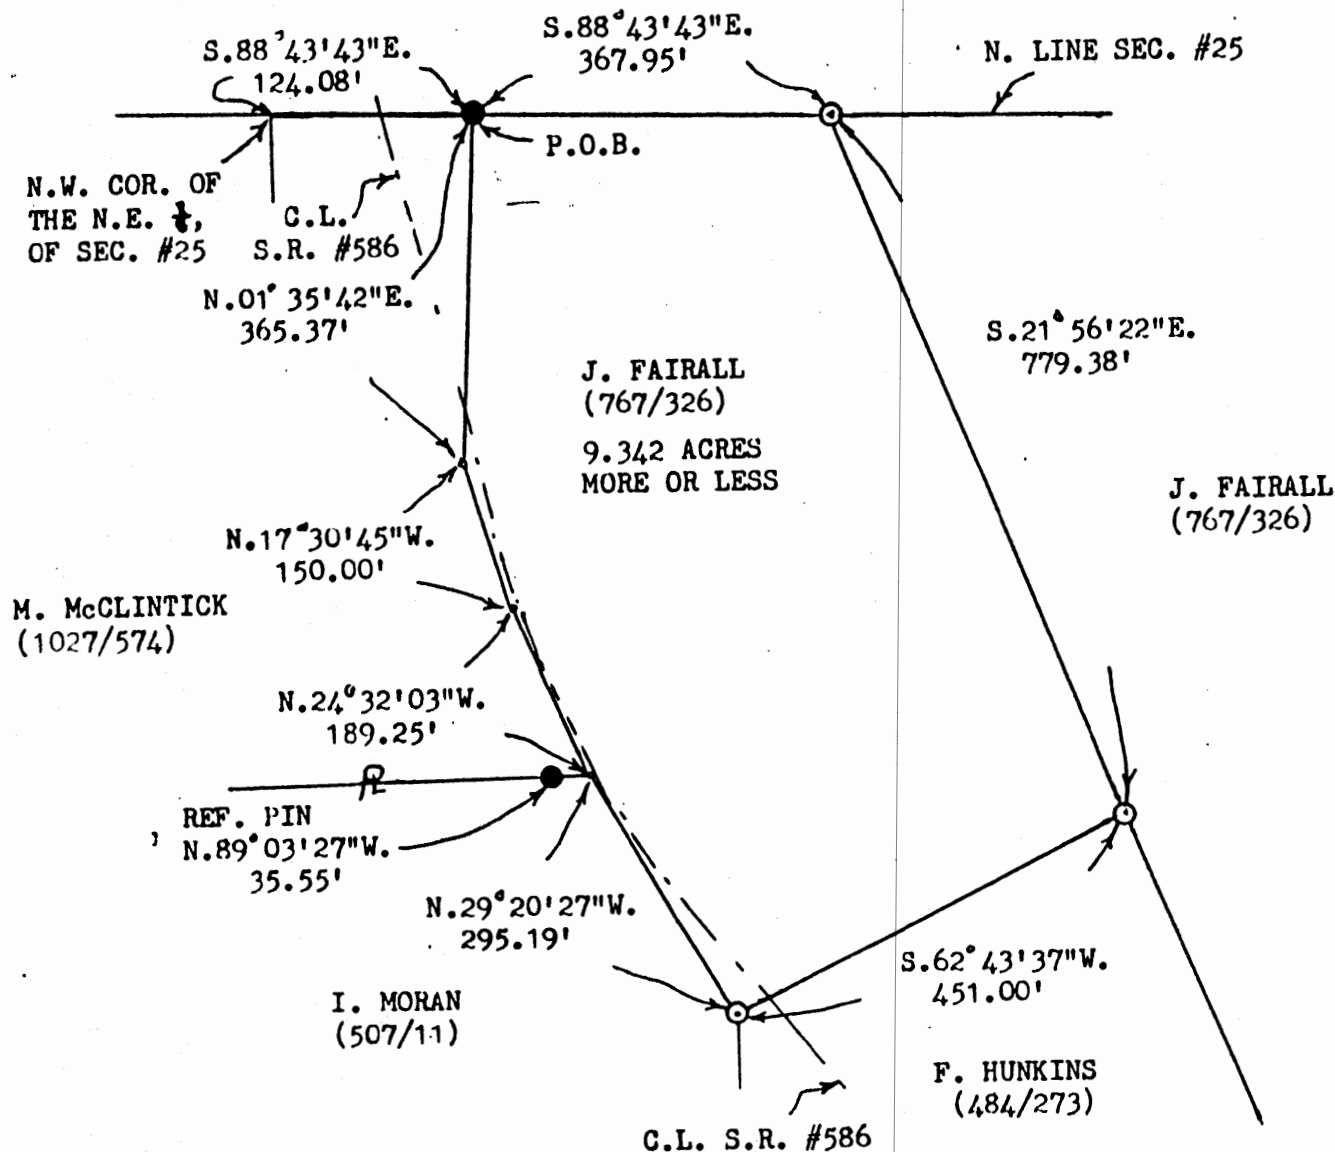 S.88°43'43"E.
124.08'
S.88°43'43"E.
367.95'
N. LINE SEC. #25
P.O.B.
N.W. COR. OF
THE N.E. ¼,
OF SEC. #25
C.L.
S.R. #586
N.01°35'42"E.
365.37'
S.21°56'22"E.
779.38'
J. FAIRALL
(767/326)
9.342 ACRES
MORE OR LESS
J. FAIRALL
(767/326)
N.17°30'45"W.
150.00'
M. McCLINTICK
(1027/574)
N.24°32'03"W.
189.25'
PL
REF. PIN
N.89°03'27"W.
35.55'
N.29°20'27"W.
295.19'
S.62°43'37"W.
451.00'
I. MORAN
(507/11)
F. HUNKINS
(484/273)
C.L. S.R. #586